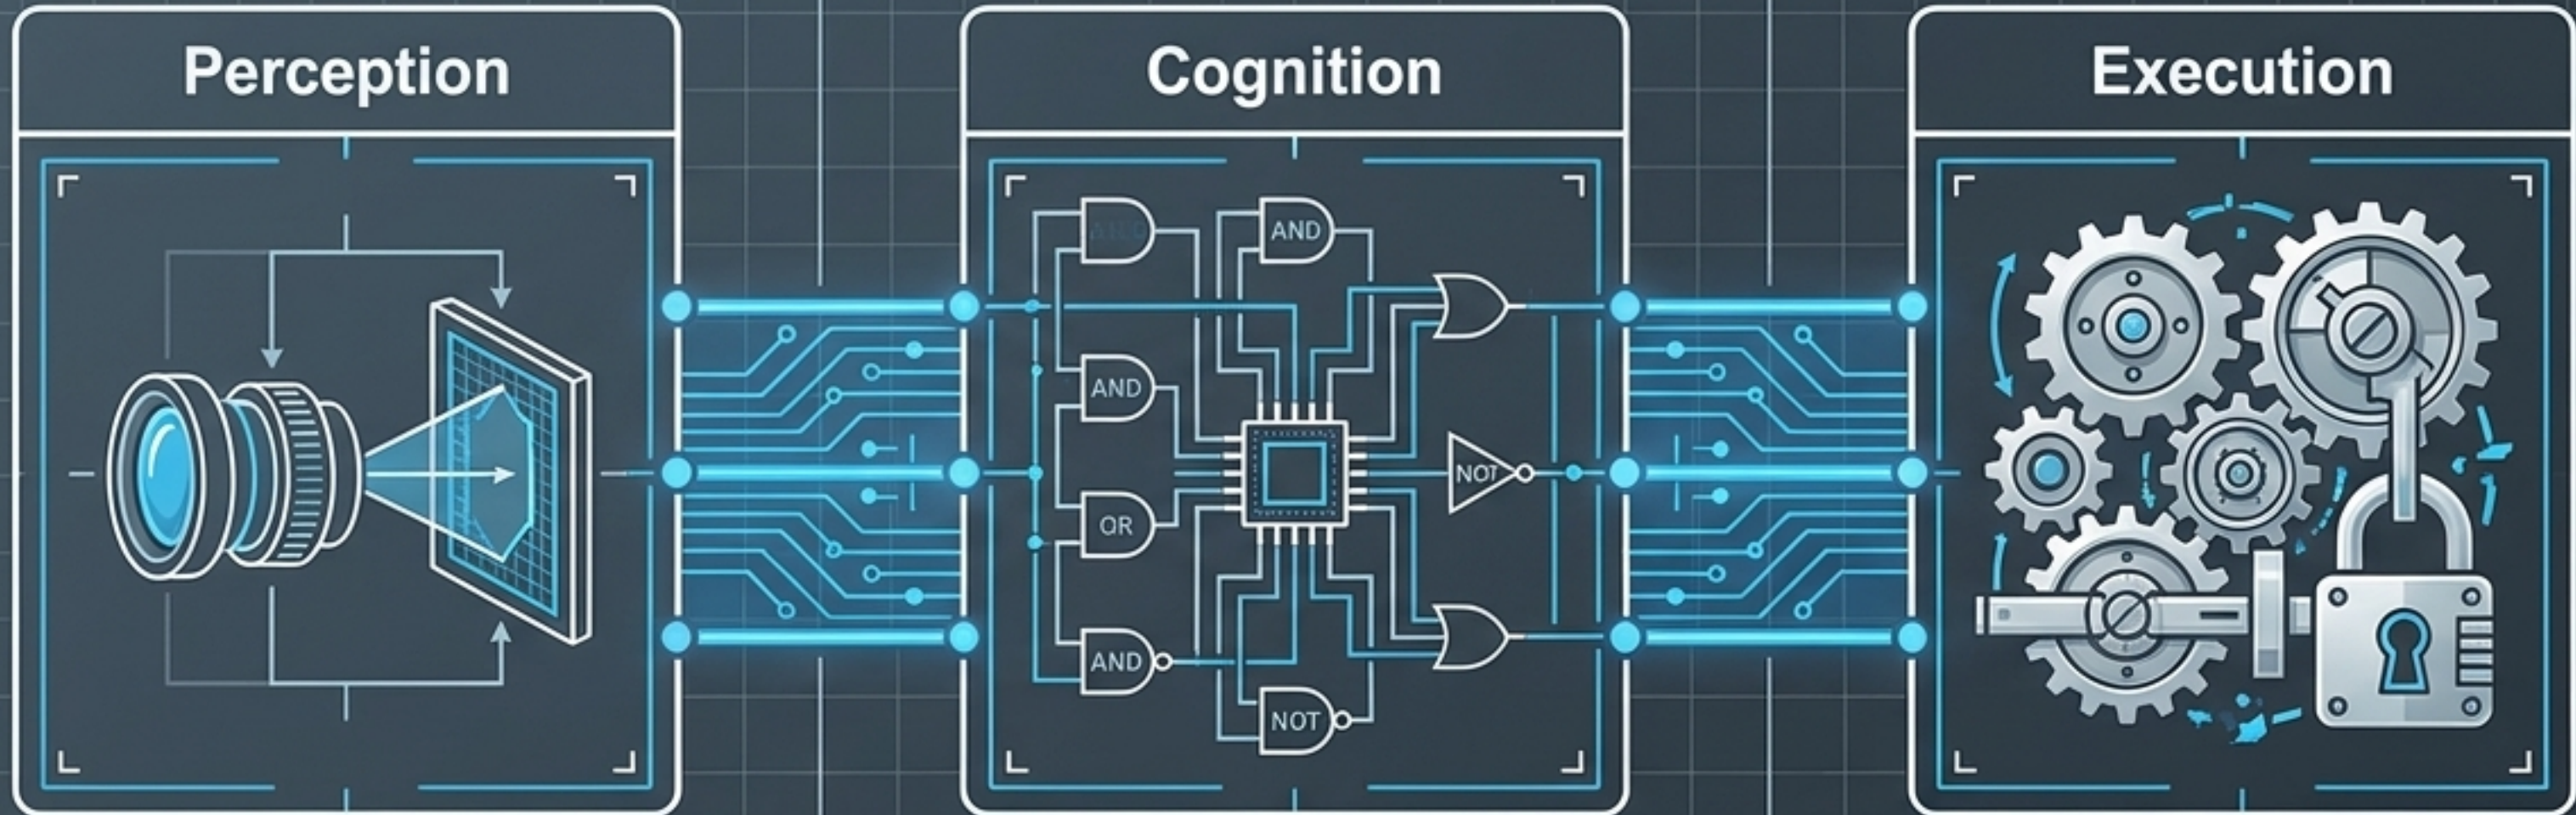 Perception
Cognition
Execution
AND
AND
OR
NOT
AND
NOT